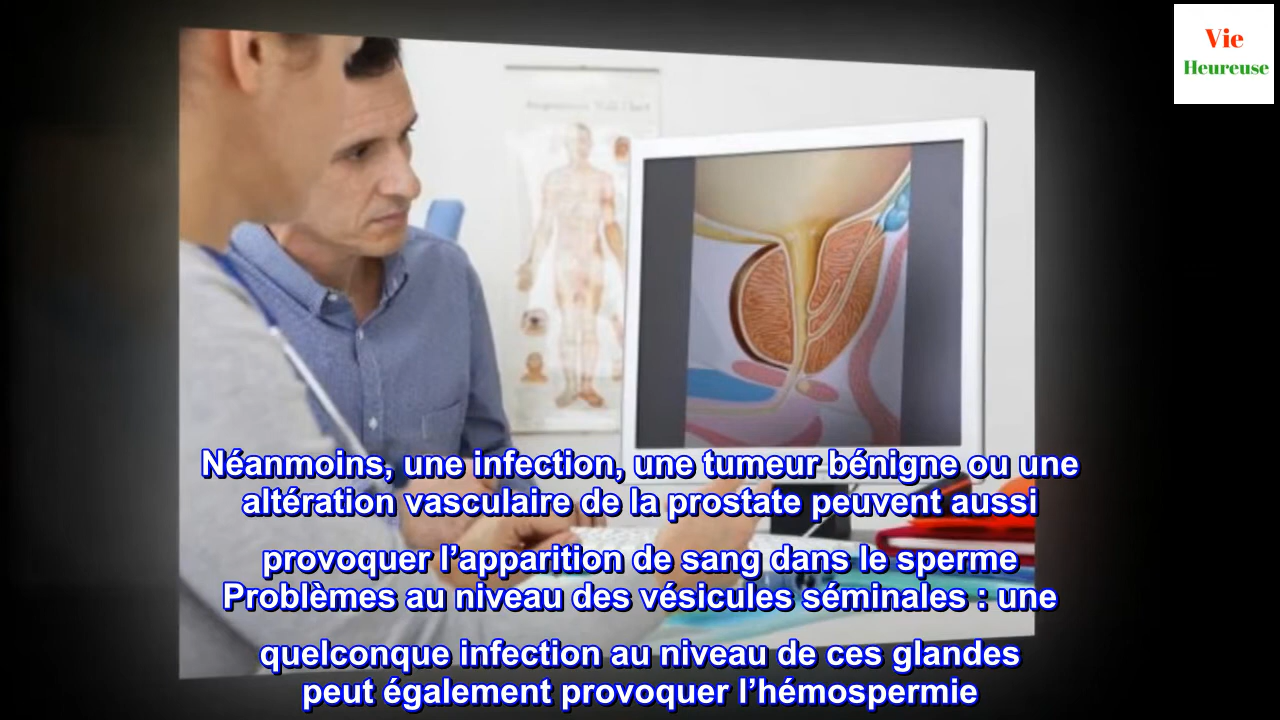 Vie
Heureuse
Néanmoins, une infection, une tumeur bénigne ou une
altération vasculaire de la prostate peuvent aussi
provoquer l’apparition de sang dans le sperme
Problèmes au niveau des vésicules séminales : une
quelconque infection au niveau de ces glandes
peut également provoquer l’hémospermie